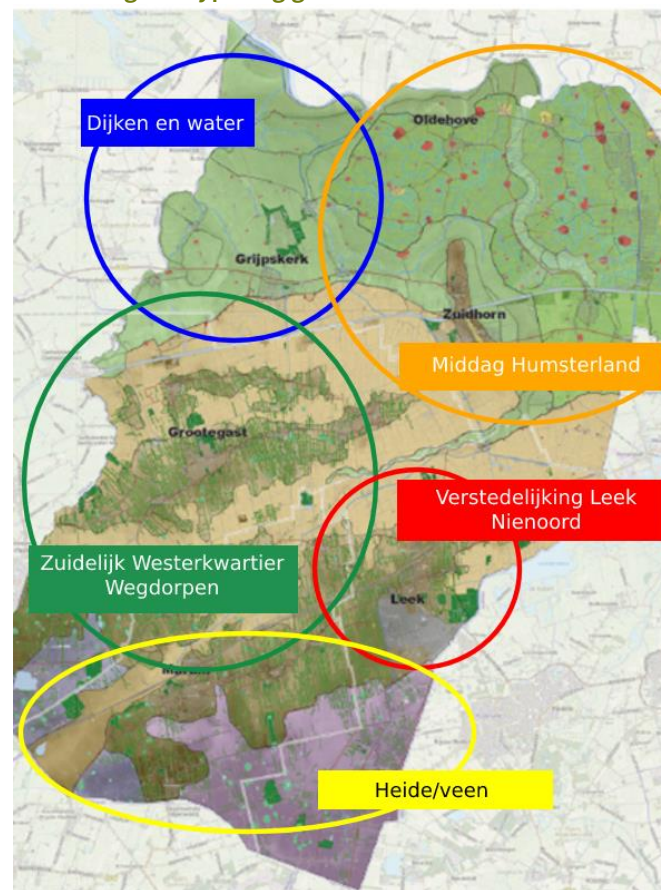 Dijken en water
Oldehove
Grijpskerk
Zuidhorn
Middag Humsterland
Grootegast
Verstedelijking Leek
Nienoord
Zuidelijk Westerkwartier
Wegdorpen
Leek
Heide/veen